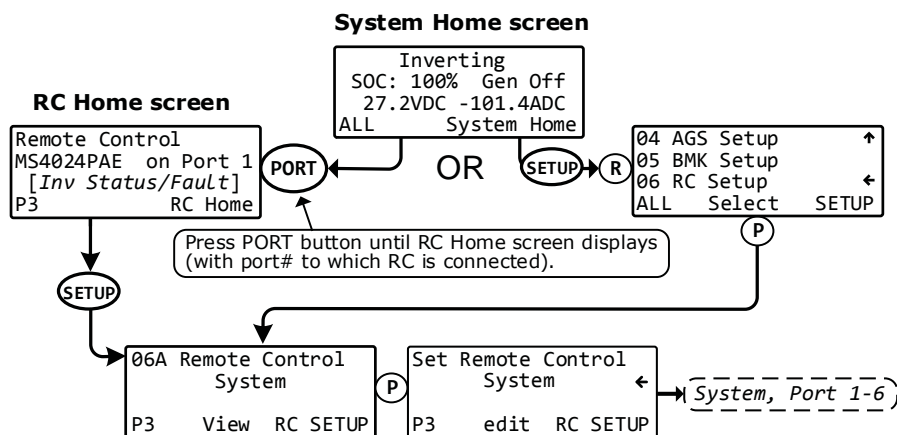 System Home screen
Inverting
SOC: 100% Gen Off
27.2VDC -101.4ADC
ALL System Home
RC Home screen
Remote Control
MS4024PAE on Port 1
[Inv Status/Fault]
P3 RC Home
PORT
OR
SETUP
R
04 AGS Setup ↑
05 BMK Setup
06 RC Setup ←
ALL Select SETUP
Press PORT button until RC Home screen displays
(with port# to which RC is connected).
P
SETUP
06A Remote Control
System
P3 View RC SETUP
P
Set Remote Control
System ←
P3 edit RC SETUP
System, Port 1-6